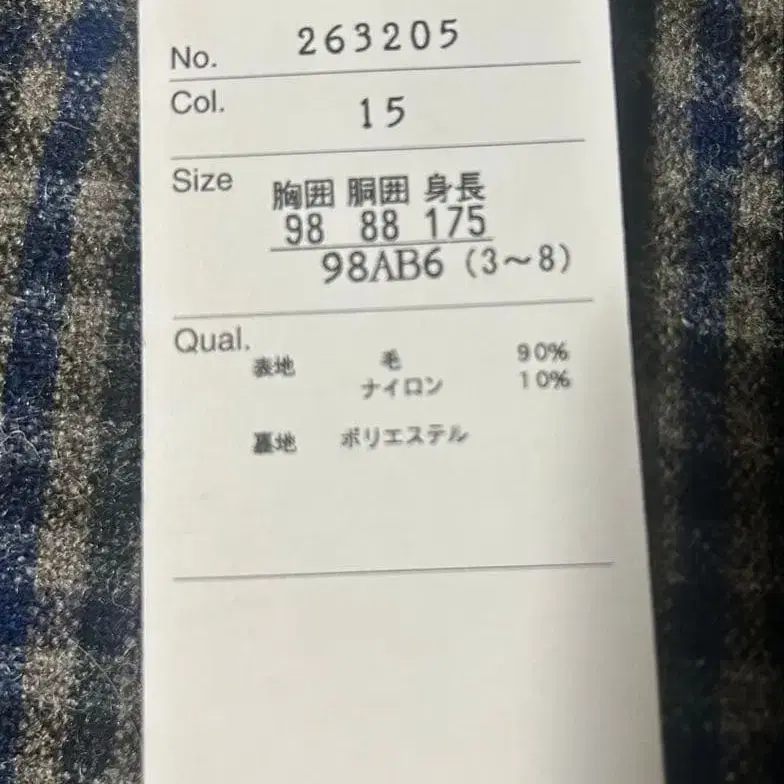 No. 263205
Col. 15
Size 胸囲 胴囲 身長
98 88 175
98AB6 (3～8)
Qual.
表地 毛 90%
ナイロン 10%
裏地 ポリエステル